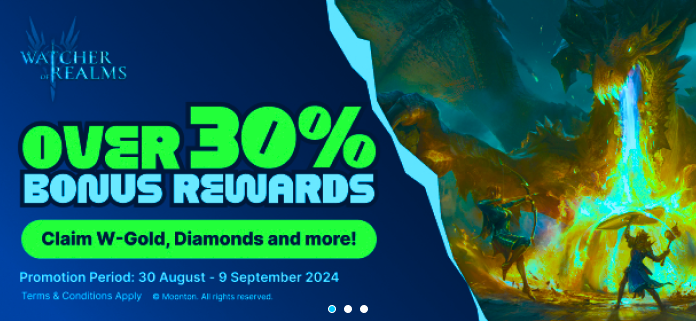 WATCHER
OF REALMS
OVER 30%
BONUS REWARDS
Claim W-Gold, Diamonds and more!
Promotion Period: 30 August - 9 September 2024
Terms & Conditions Apply © Moonton. All rights reserved.